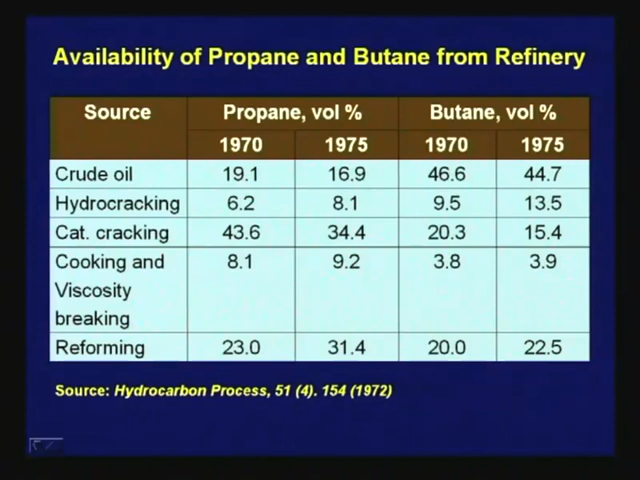 Availability of Propane and Butane from Refinery
Source Propane, vol % Butane, vol %
1970 1975 1970 1975
Crude oil 19.1 16.9 46.6 44.7
Hydrocracking 6.2 8.1 9.5 13.5
Cat. cracking 43.6 34.4 20.3 15.4
Cooking and 8.1 9.2 3.8 3.9
Viscosity
breaking
Reforming 23.0 31.4 20.0 22.5
Source: Hydrocarbon Process, 51 (4). 154 (1972)